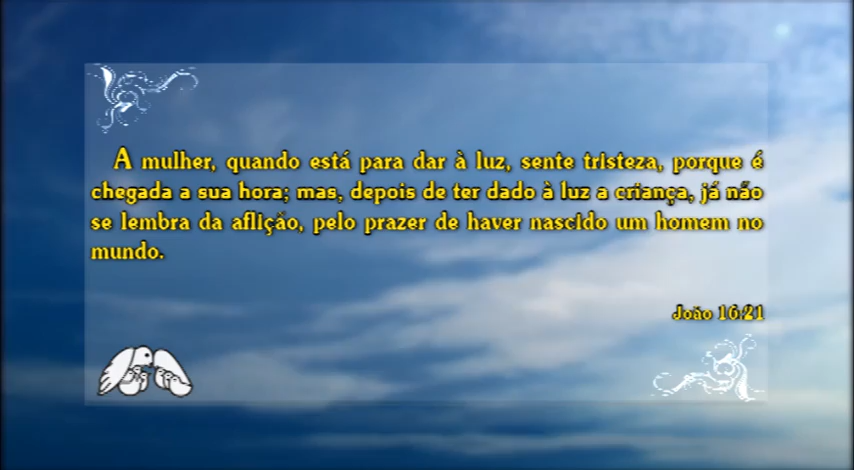 A mulher, quando está para dar à luz, sente tristeza, porque é
chegada a sua hora; mas, depois de ter dado à luz a criança, já não
se lembra da aflição, pelo prazer de haver nascido um homem no
mundo.
João 16:21